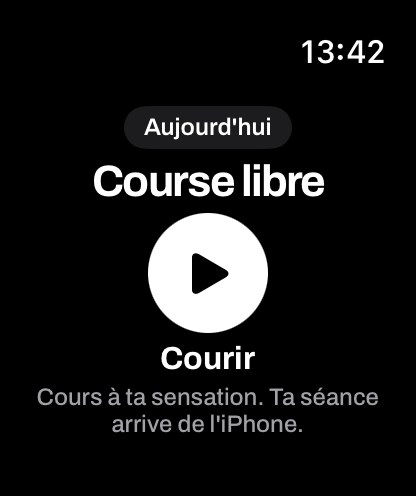 13:42
Aujourd'hui
Course libre
Courir
Cours à ta sensation. Ta séance
arrive de l'iPhone.